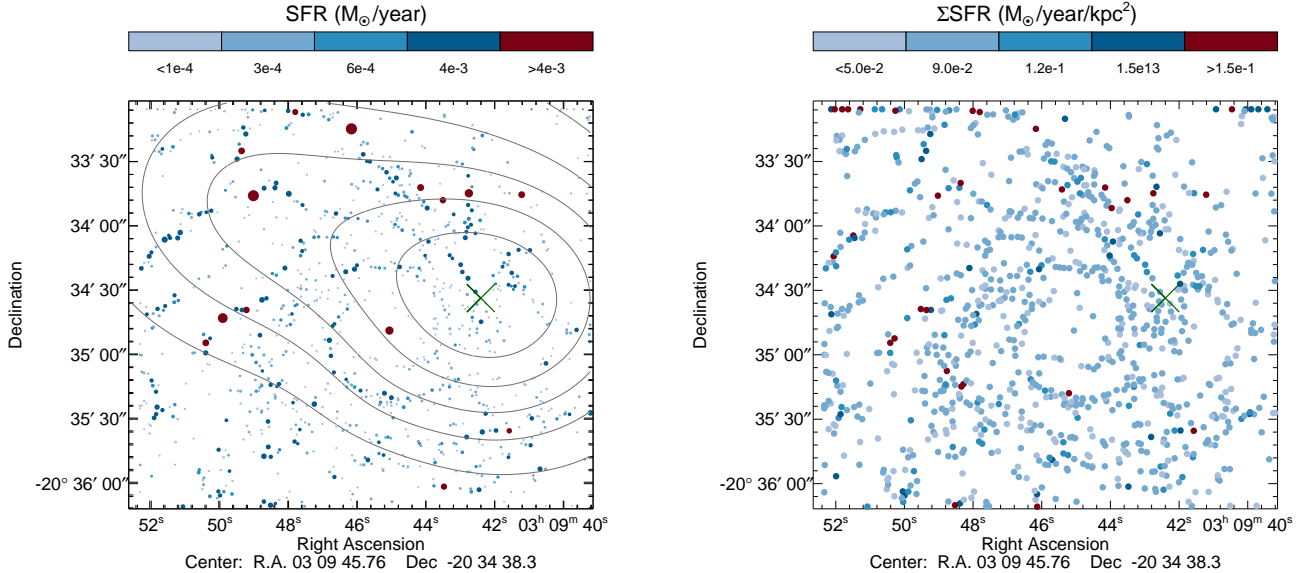 SFR (M⊙/year)
<1e-4 3e-4 6e-4 4e-3 >4e-3
33′ 30″
34′ 00″
34′ 30″
35′ 00″
35′ 30″
-20° 36′ 00″
Declination
52s 50s 48s 46s 44s 42s 03h 09m 40s
Right Ascension
Center: R.A. 03 09 45.76 Dec -20 34 38.3
ΣSFR (M⊙/year/kpc2)
<5.0e-2 9.0e-2 1.2e-1 1.5e13 >1.5e-1
33′ 30″
34′ 00″
34′ 30″
35′ 00″
35′ 30″
-20° 36′ 00″
Declination
52s 50s 48s 46s 44s 42s 03h 09m 40s
Right Ascension
Center: R.A. 03 09 45.76 Dec -20 34 38.3